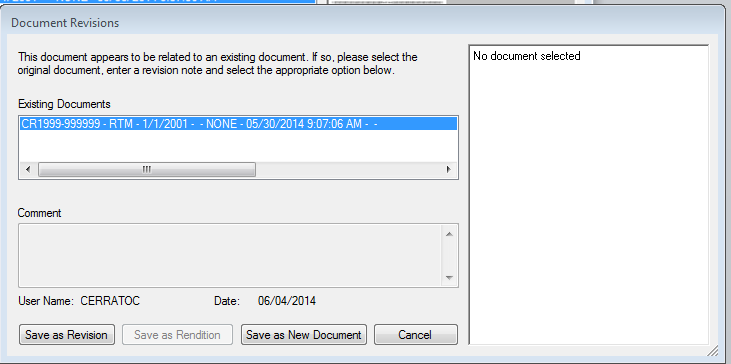 Document Revisions
This document appears to be related to an existing document. If so, please select the
original document, enter a revision note and select the appropriate option below.
No document selected
Existing Documents
CR1999-999999 - RTM - 1/1/2001 - - NONE - 05/30/2014 9:07:06 AM - -
Comment
User Name: CERRATOC Date: 06/04/2014
Save as Revision Save as Rendition Save as New Document Cancel